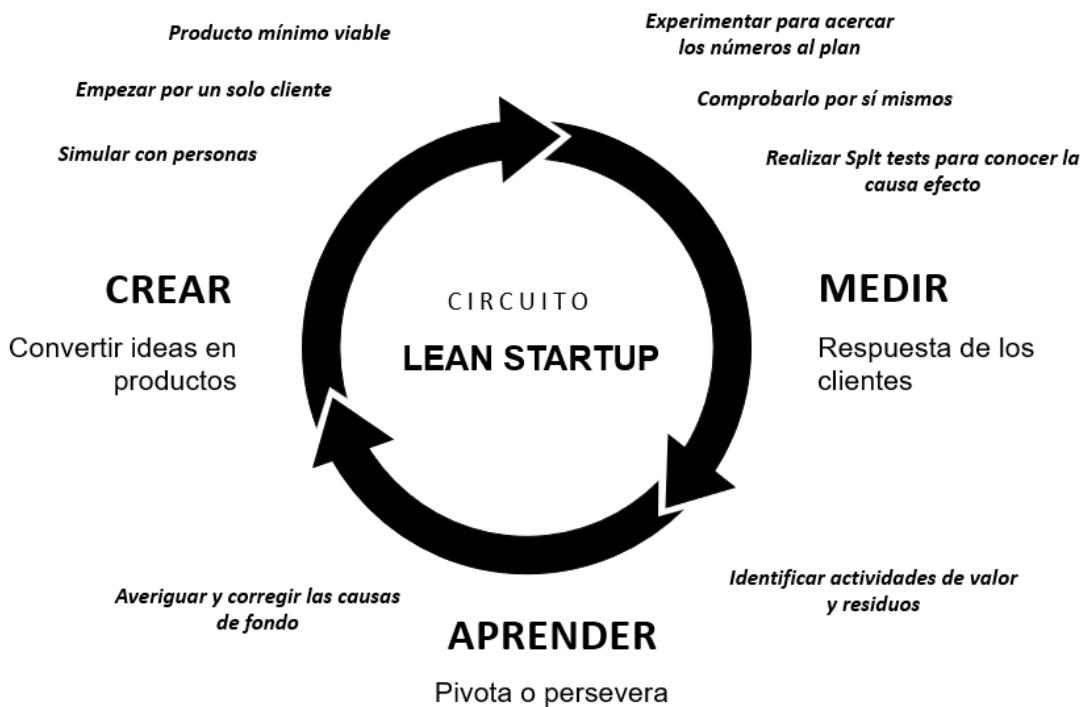 Producto mínimo viable
Empezar por un solo cliente
Simular con personas
Experimentar para acercar
los números al plan
Comprobarlo por sí mismos
Realizar Splt tests para conocer la
causa efecto
CREAR
Convertir ideas en
productos
CIRCUITO
LEAN STARTUP
MEDIR
Respuesta de los
clientes
Averiguar y corregir las causas
de fondo
APRENDER
Pivota o persevera
Identificar actividades de valor
y residuos